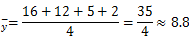 y̅ = (16 + 12 + 5 + 2)/4 = 35/4 ≈ 8.8